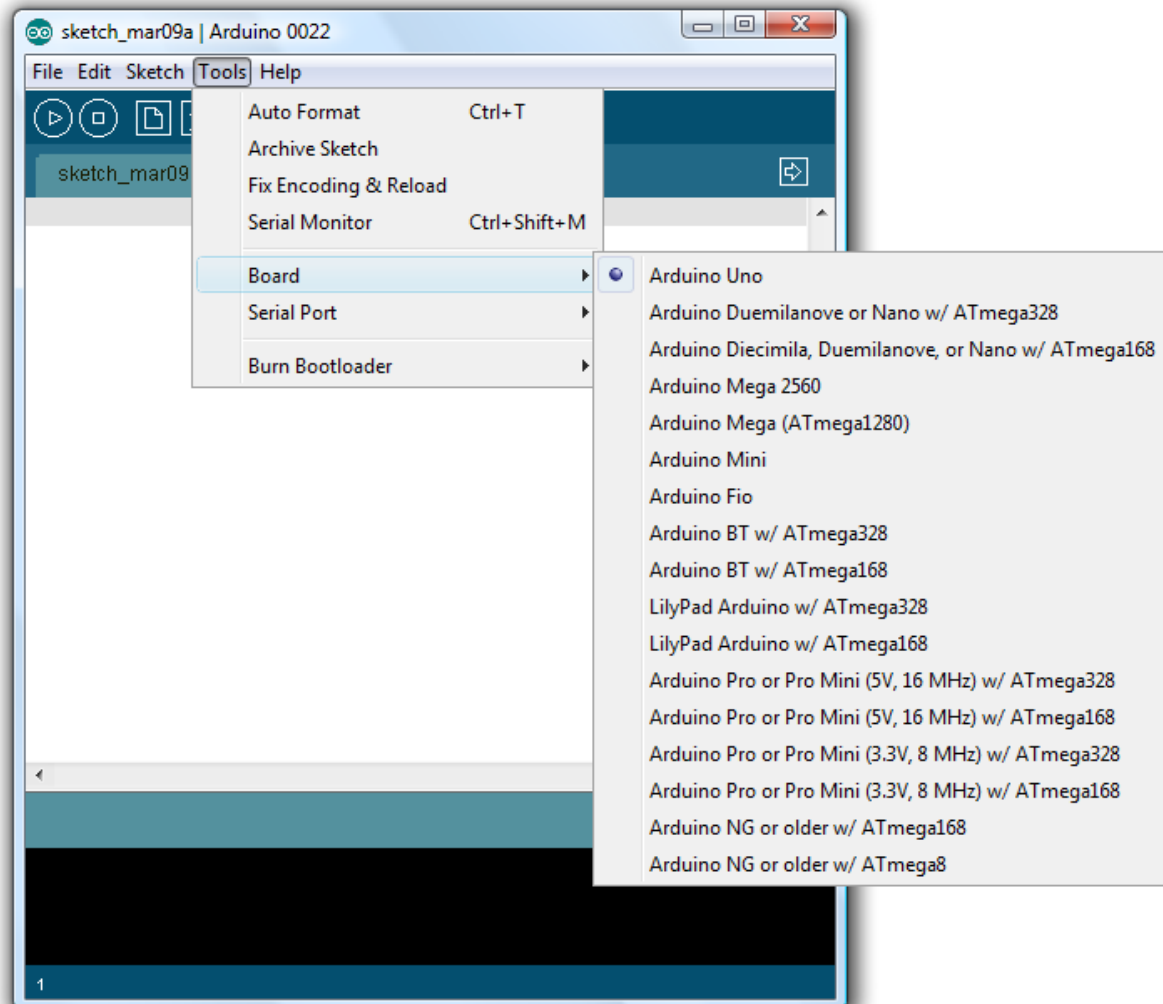 sketch_mar09a | Arduino 0022
File Edit Sketch Tools Help
Auto Format Ctrl+T
Archive Sketch
sketch_mar09
Fix Encoding & Reload
Serial Monitor Ctrl+Shift+M
Board
Serial Port
Burn Bootloader
Arduino Uno
Arduino Duemilanove or Nano w/ ATmega328
Arduino Diecimila, Duemilanove, or Nano w/ ATmega168
Arduino Mega 2560
Arduino Mega (ATmega1280)
Arduino Mini
Arduino Fio
Arduino BT w/ ATmega328
Arduino BT w/ ATmega168
LilyPad Arduino w/ ATmega328
LilyPad Arduino w/ ATmega168
Arduino Pro or Pro Mini (5V, 16 MHz) w/ ATmega328
Arduino Pro or Pro Mini (5V, 16 MHz) w/ ATmega168
Arduino Pro or Pro Mini (3.3V, 8 MHz) w/ ATmega328
Arduino Pro or Pro Mini (3.3V, 8 MHz) w/ ATmega168
Arduino NG or older w/ ATmega168
Arduino NG or older w/ ATmega8
1